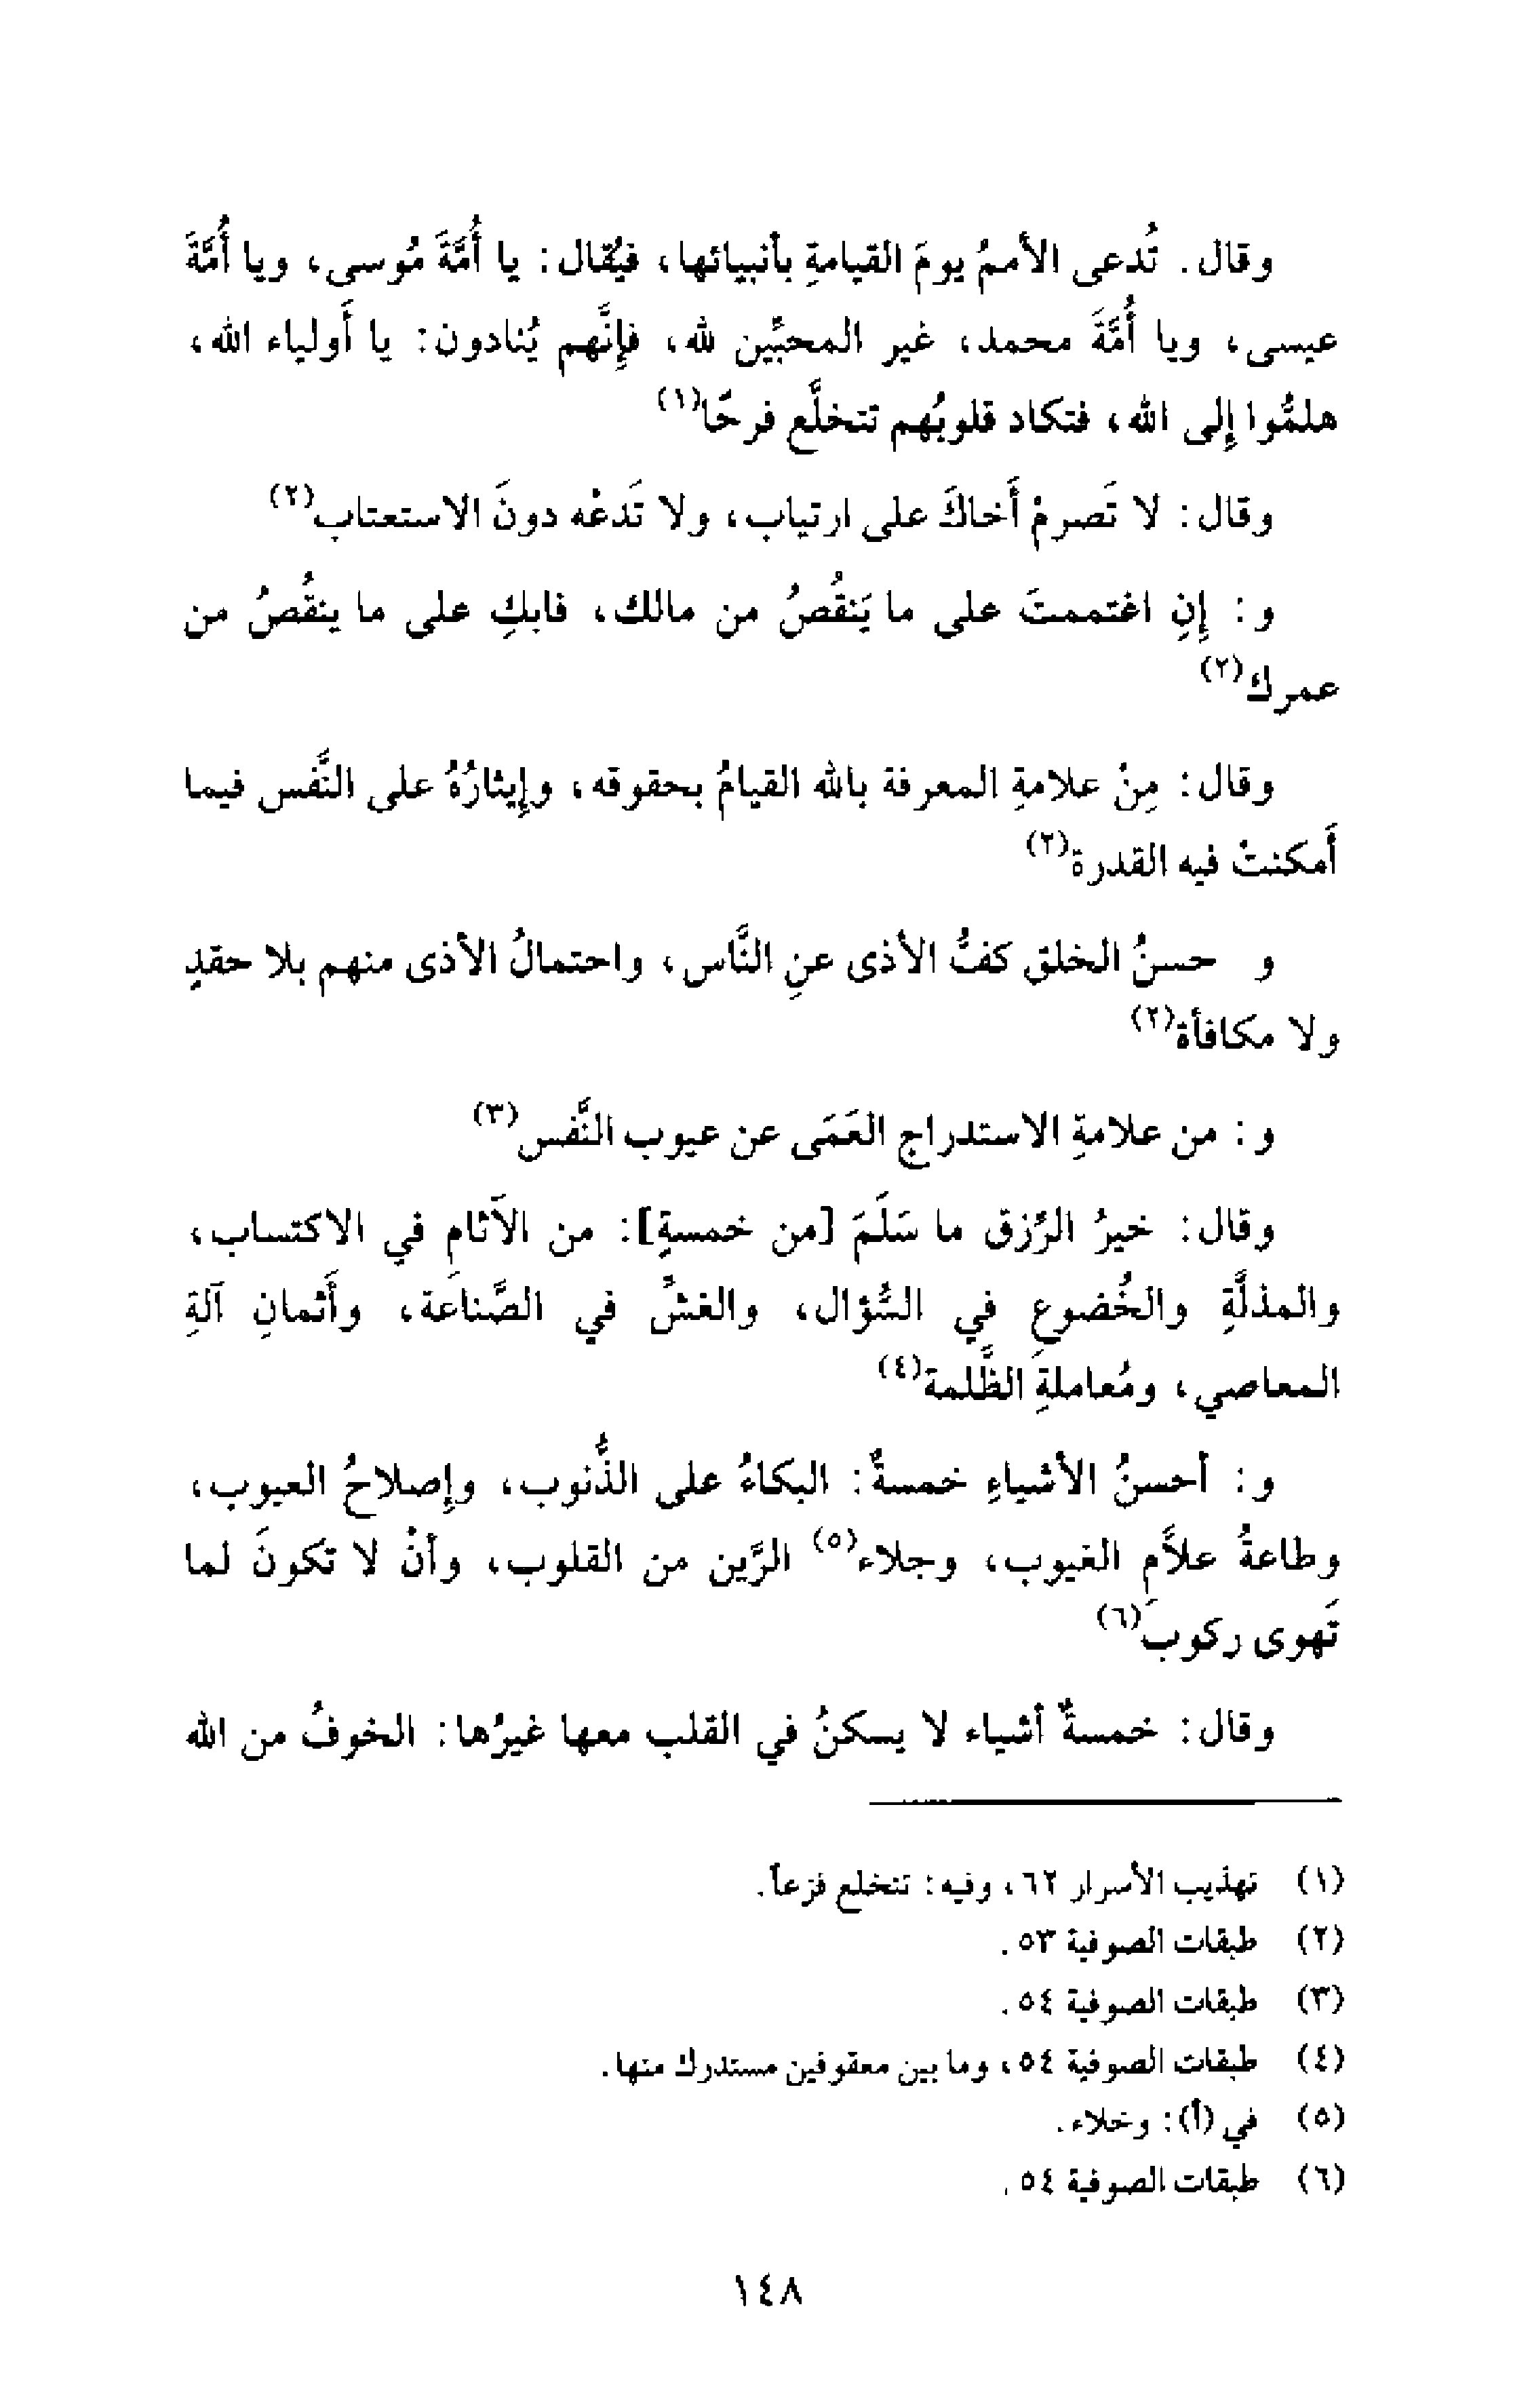 وقال. تُدعى الأممُ يومَ القيامةِ بأنبيائها، فيُقال: يا أُمَّةَ مُوسى، ويا أُمَّةَ
عيسى، ويا أُمَّةَ محمد، غير المحبِّين لله، فإِنَّهم يُنادون: يا أَولياء الله،
هلمُّوا إِلى الله، فتكاد قلوبُهم تتخلَّع فرحًا(١)
وقال: لا تَصرمْ أَخاكَ على ارتياب، ولا تَدعْه دونَ الاستعتاب(٢)
و: إِنِ اغتممتَ على ما يَنقُصُ من مالك، فابكِ على ما ينقُصُ من
عمرك(٢)
وقال: مِنْ علامةِ المعرفة بالله القيامُ بحقوقه، وإِيثارُهُ على النَّفس فيما
أَمكنتْ فيه القدرة(٢)
و حسنُ الخلق كفُّ الأذى عنِ النَّاس، واحتمالُ الأذى منهم بلا حقدٍ
ولا مكافأة(٢)
و: من علامةِ الاستدراج العَمَى عن عيوب النَّفس(٣)
وقال: خيرُ الرِّزق ما سَلَمَ [من خمسةٍ]: من الآثام في الاكتساب،
والمذلَّةِ والخُضوعِ في السُّؤال، والغشِّ في الصَّناعَة، وأَثمانِ آلةِ
المعاصي، ومُعاملةِ الظَّلمة(٤)
و: أحسنُ الأشياءِ خمسةٌ: البكاءُ على الذُّنوب، وإِصلاحُ العيوب،
وطاعةُ علاَّم الغيوب، وجلاء(٥) الرَّين من القلوب، وأنْ لا تكونَ لما
تَهوى ركوبَ(٦)
وقال: خمسةٌ أشياء لا يسكنُ في القلب معها غيرُها: الخوفُ من الله
(١) تهذيب الأسرار ٦٢، وفيه: تتخلع فزعاً.
(٢) طبقات الصوفية ٥٣.
(٣) طبقات الصوفية ٥٤.
(٤) طبقات الصوفية ٥٤، وما بين معقوفين مستدرك منها.
(٥) في (أ): وخلاء.
(٦) طبقات الصوفية ٥٤.
١٤٨